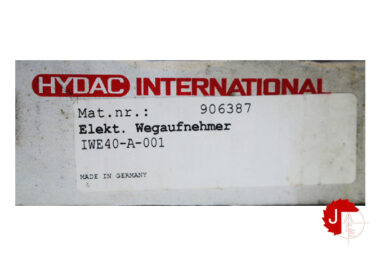 HYDAC INTERNATIONAL
Mat.nr.: 906387
Elekt. Wegaufnehmer
IWE40-A-001
MADE IN GERMANY
J